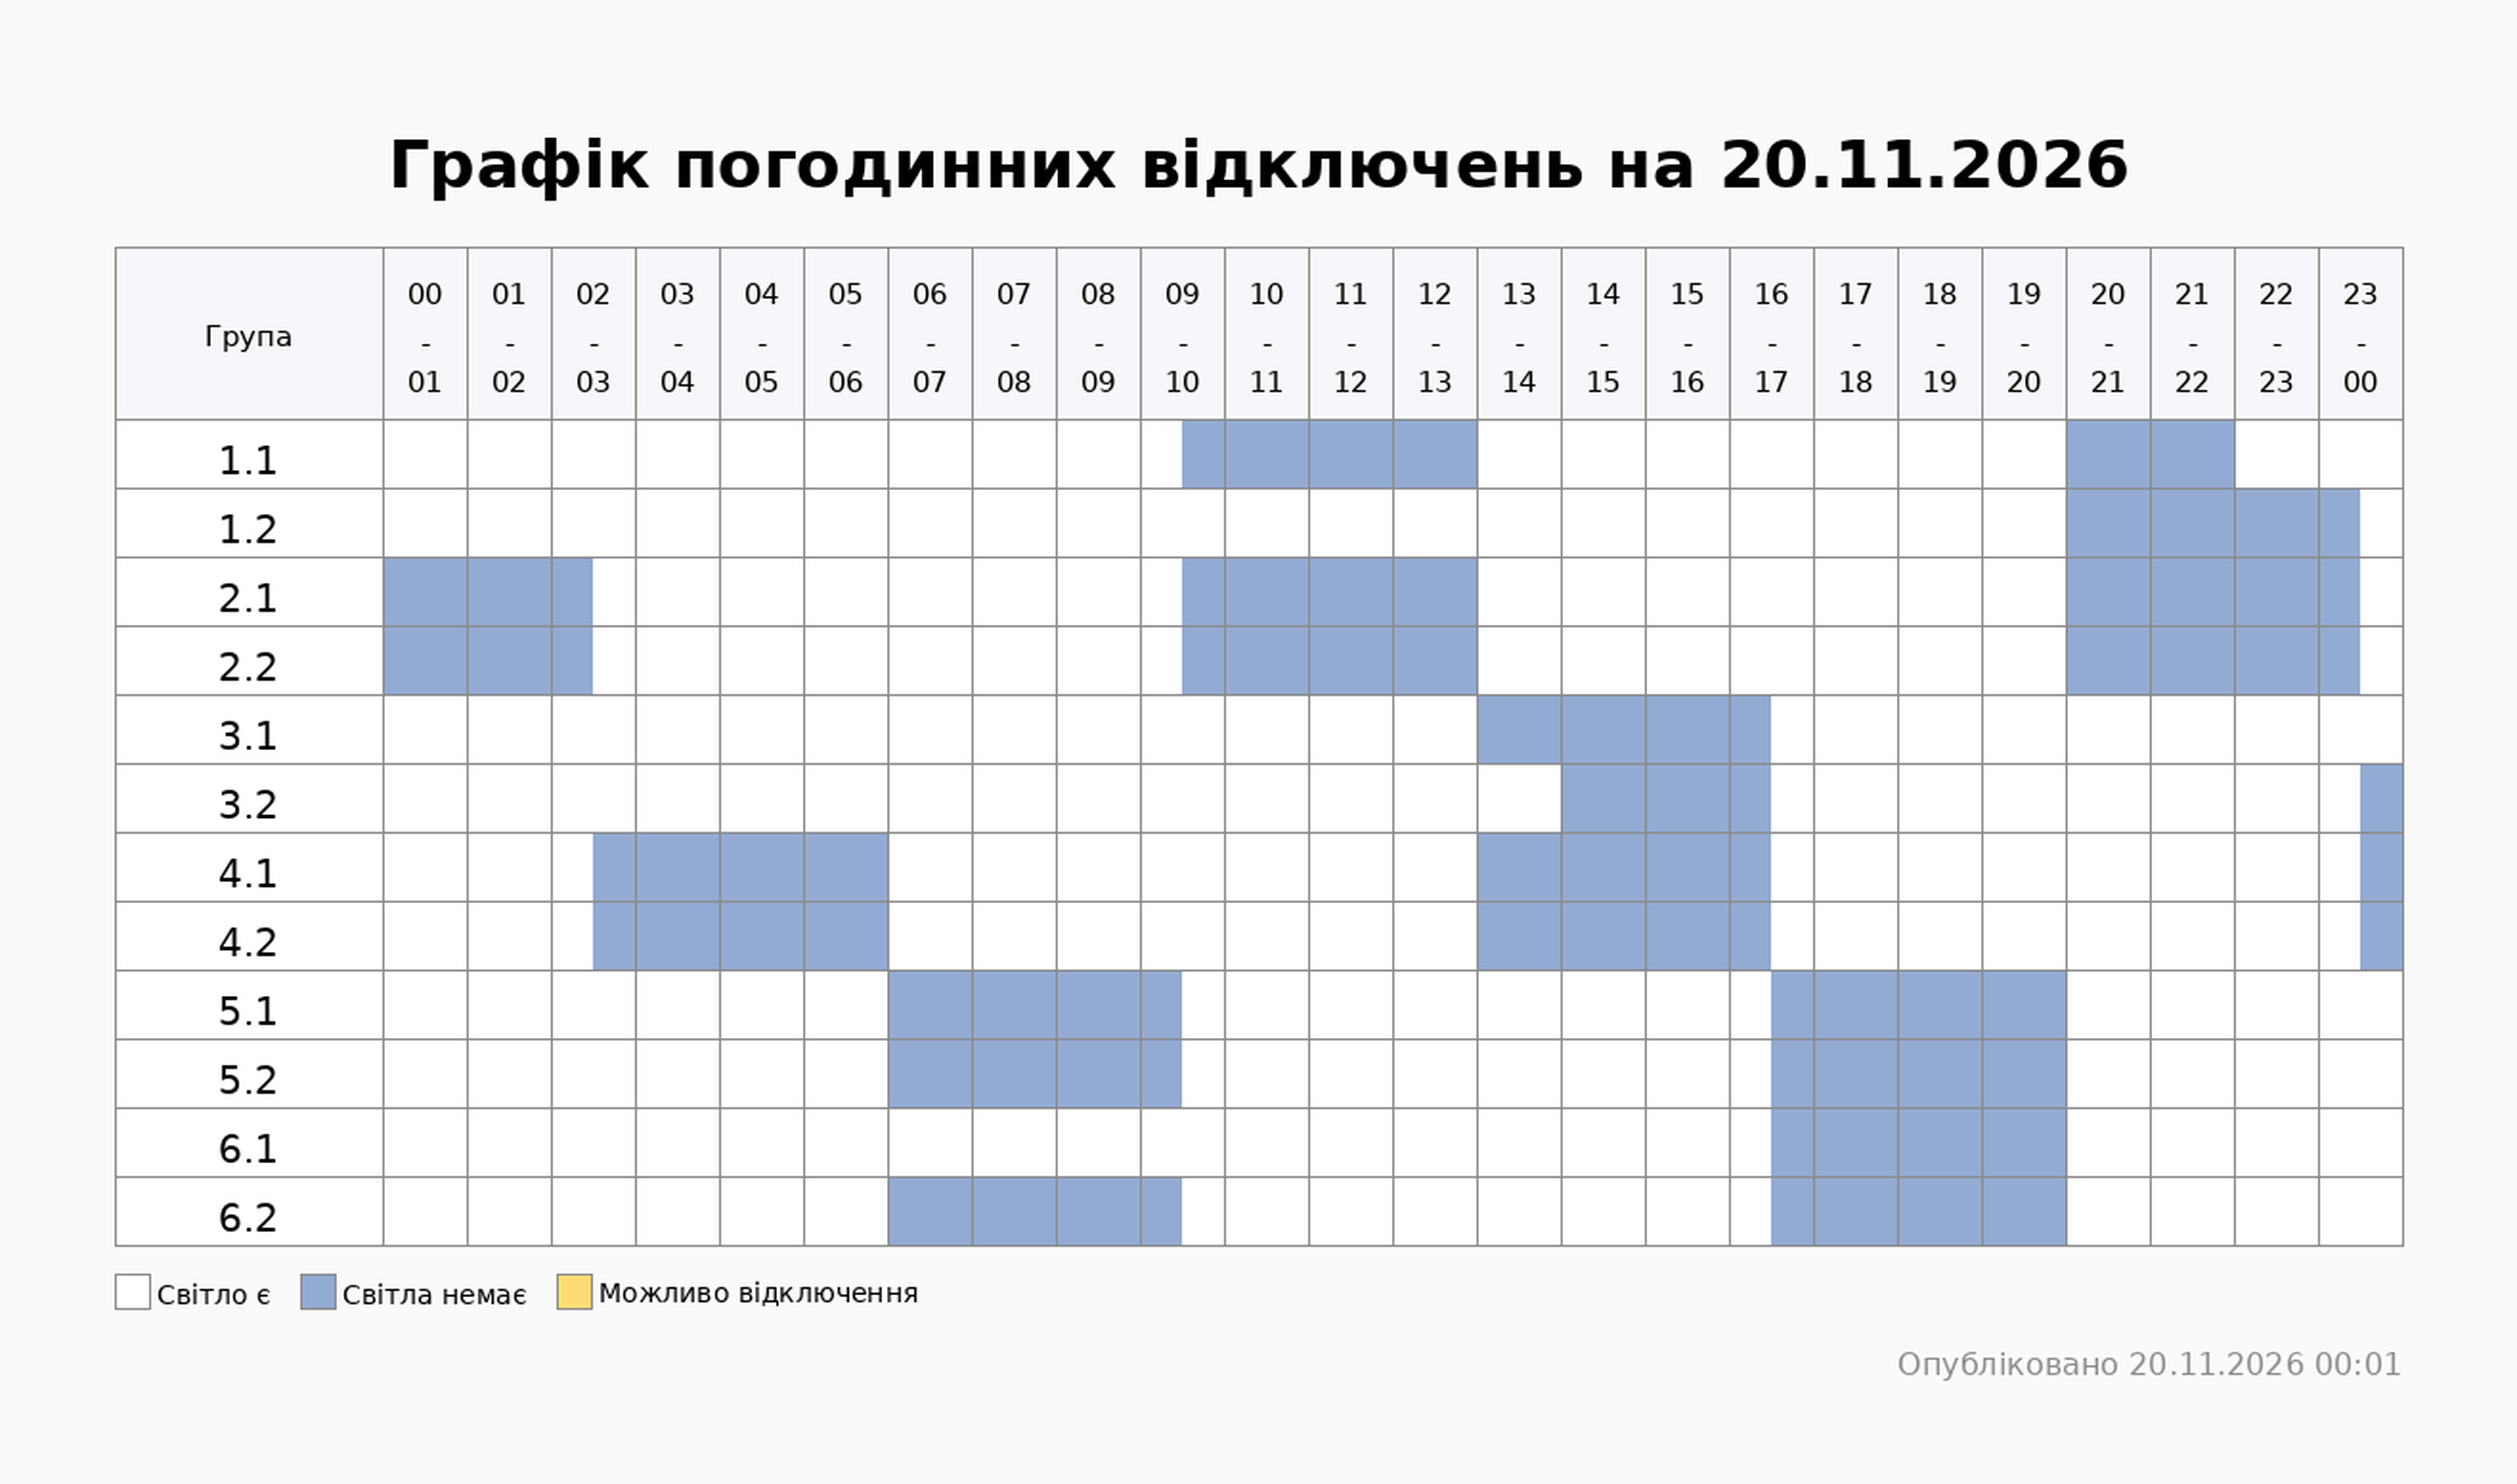 Графік погодинних відключень на 20.11.2026
Група
00 - 01
01 - 02
02 - 03
03 - 04
04 - 05
05 - 06
06 - 07
07 - 08
08 - 09
09 - 10
10 - 11
11 - 12
12 - 13
13 - 14
14 - 15
15 - 16
16 - 17
17 - 18
18 - 19
19 - 20
20 - 21
21 - 22
22 - 23
23 - 00
1.1
1.2
2.1
2.2
3.1
3.2
4.1
4.2
5.1
5.2
6.1
6.2
Світло є
Світла немає
Можливо відключення
Опубліковано 20.11.2026 00:01